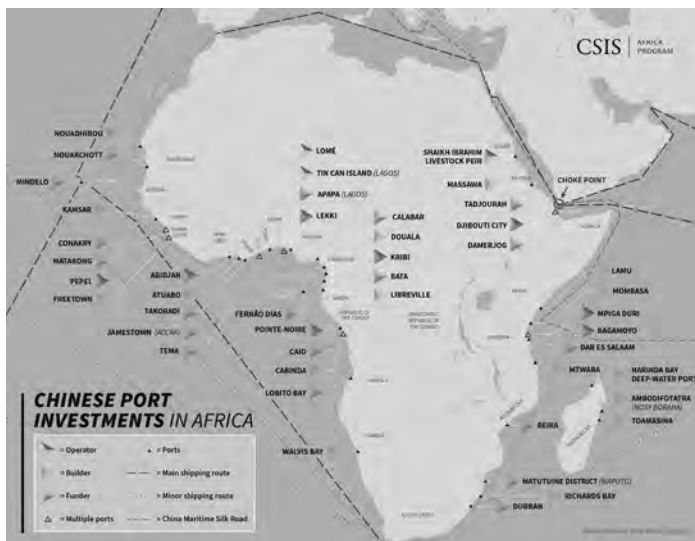 CSIS
AFRICA
PROGRAM
NOUADHIBOU
NOUAKCHOTT
MINDELO
KAMSAR
CONAKRY
MATAKONG
PEPEL
FREETOWN
ABIDJAN
ATUABO
TAKORADI
JAMESTOWN (ACCRA)
TEMA
LOMÉ
TIN CAN ISLAND (LAGOS)
APAPA (LAGOS)
LEKKI
CALABAR
DOUALA
KRIBI
BATA
LIBREVILLE
FERNÃO DIAS
POINTE-NOIRE
CAIO
CABINDA
LOBITO BAY
WALVIS BAY
SHAIKH IBRAHIM
LIVESTOCK PEIR
MASSAWA
TADJOURAH
DJIBOUTI CITY
DAMERJOG
CHOKE POINT
LAMU
MOMBASA
MPIGA DURI
BAGAMOYO
DAR ES SALAAM
MTWARA
NARINDA BAY
DEEP-WATER PORT
AMBODIFOTATRA
(NOSY BORAHA)
TOAMASINA
BEIRA
MATUTUINE DISTRICT (MAPUTO)
RICHARDS BAY
DURBAN
REPUBLIC OF
THE CONGO
DEMOCRATIC
REPUBLIC OF
THE CONGO
ANGOLA
NAMIBIA
SOUTH AFRICA
CHINESE PORT
INVESTMENTS IN AFRICA
= Operator
= Builder
= Funder
= Multiple ports
= Ports
= Main shipping route
= Minor shipping route
= China Maritime Silk Road